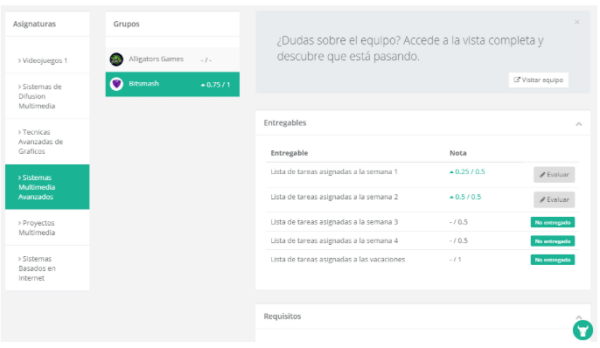 Asignaturas
> Videojuegos 1
> Sistemas de
Difusion
Multimedia
> Tecnicas
Avanzadas de
Graficos
> Sistemas
Multimedia
Avanzados
> Proyectos
Multimedia
> Sistemas
Basados en
Internet
Grupos
Alligators Games - / -
Bitsmash 0.75 / 1
×
¿Dudas sobre el equipo? Accede a la vista completa y
descubre que está pasando.
Visitar equipo
Entregables
Entregable Nota
Lista de tareas asignadas a la semana 1 0.25 / 0.5 Evaluar
Lista de tareas asignadas a la semana 2 0.5 / 0.5 Evaluar
Lista de tareas asignadas a la semana 3 - / 0.5 No entregado
Lista de tareas asignadas a la semana 4 - / 0.5 No entregado
Lista de tareas asignadas a las vacaciones - / 1 No entregado
Requisitos